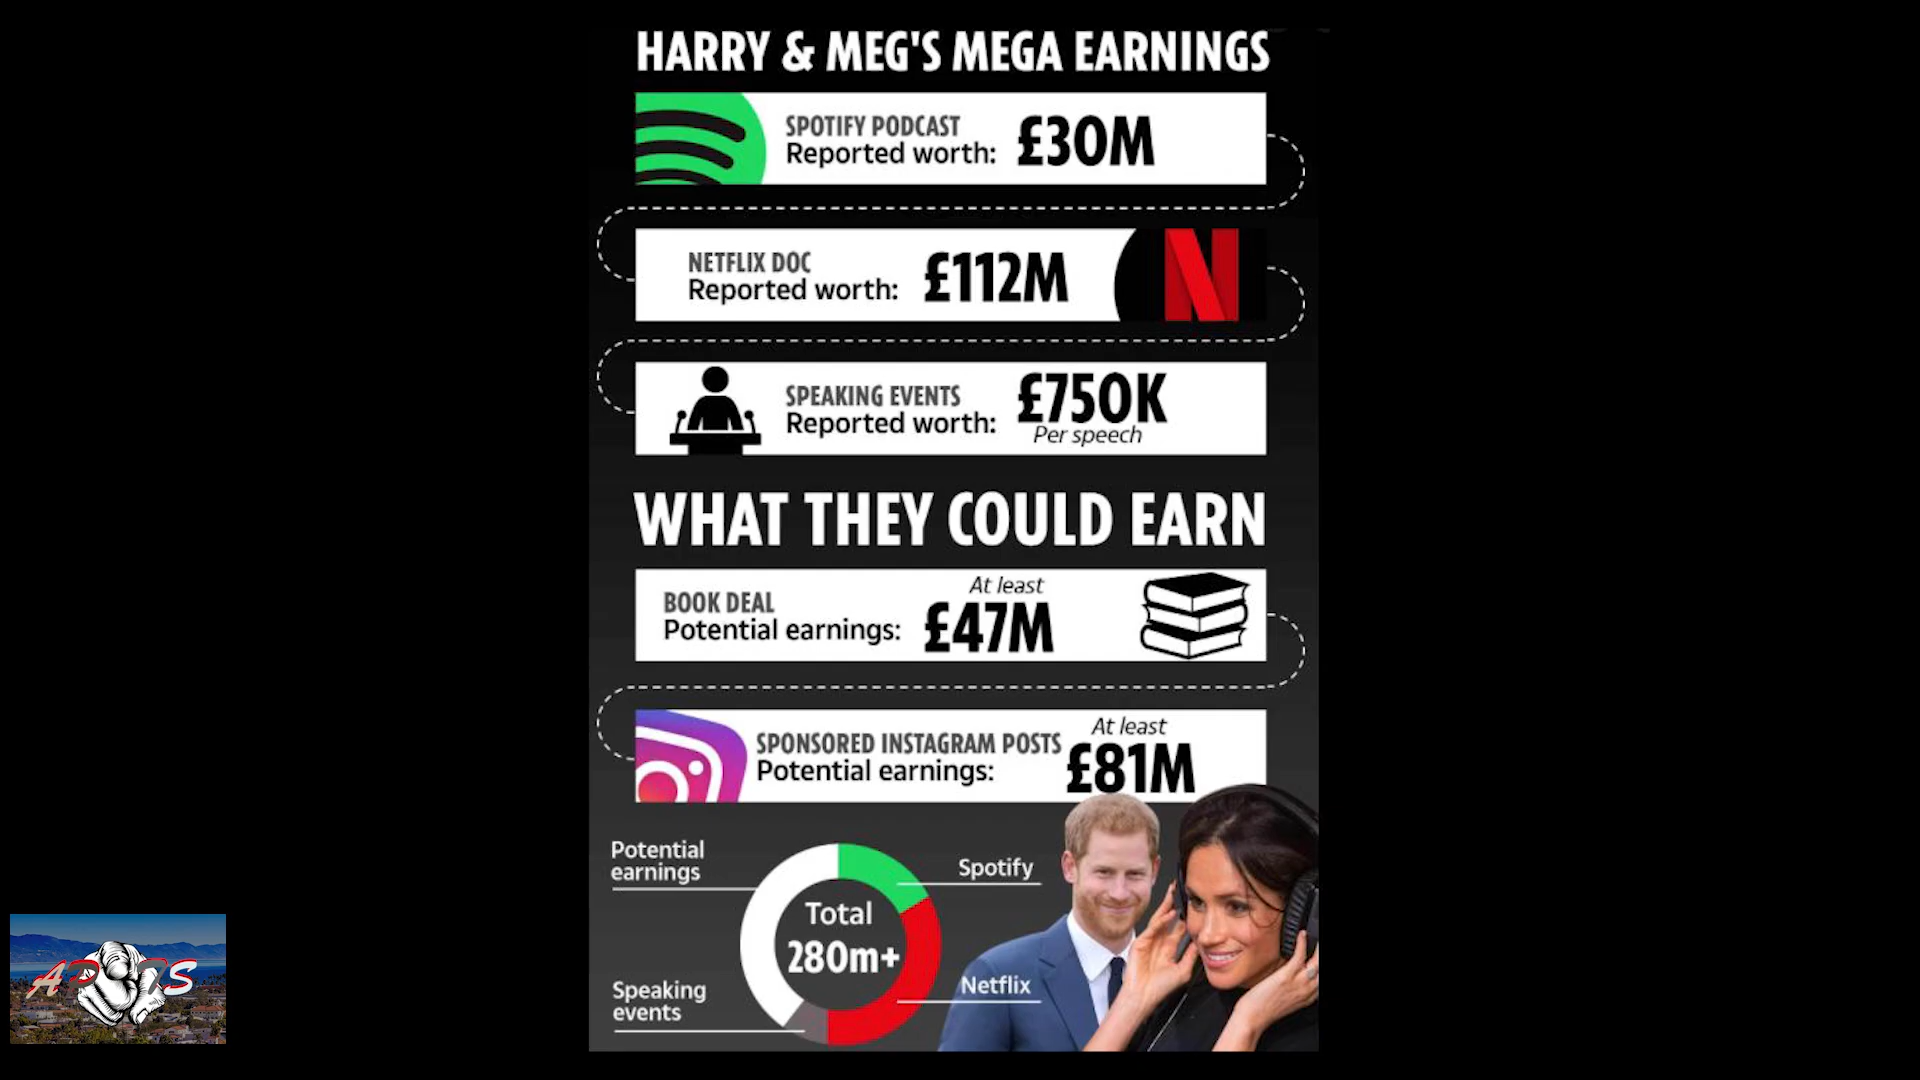 HARRY & MEG'S MEGA EARNINGS
SPOTIFY PODCAST
Reported worth: £30M
NETFLIX DOC
Reported worth: £112M
SPEAKING EVENTS
Reported worth: £750K
Per speech
WHAT THEY COULD EARN
BOOK DEAL
Potential earnings:
At least
£47M
SPONSORED INSTAGRAM POSTS
Potential earnings:
At least
£81M
Potential
earnings
Spotify
Total
280m+
Netflix
Speaking
events